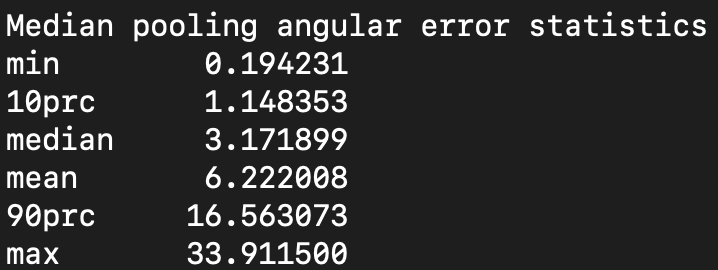 Median pooling angular error statistics
min        0.194231
10prc      1.148353
median     3.171899
mean       6.222008
90prc     16.563073
max       33.911500